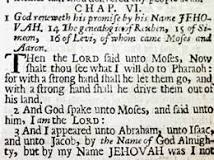 CHAP. VI.
1 God reneweth his promise by his Name JEHO-
VAH. 14 The genealogie of Reuben, 15 of Si-
meon, 16 of Levi, of whom came Moses and
Aaron.
THen the LORD said unto Moses, Now
shalt thou see what I will do to Pharaoh:
for with a strong hand shall he let them go, and
with a strong hand shall he drive them out of
his land.
2 And God spake unto Moses, and said unto
him, I am the LORD:
3 And I appeared unto Abraham, unto Isaac,
and unto Jacob, by the Name of God Almigh-
ty, but by my Name JEHOVAH was I not